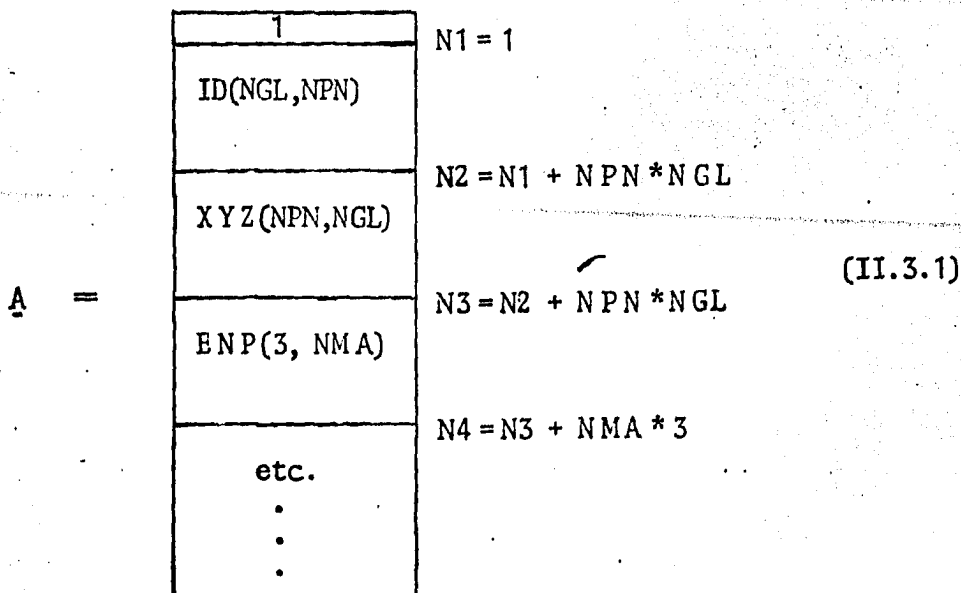 1
N1 = 1
ID(NGL,NPN)
N2 = N1 + NPN*NGL
XYZ(NPN,NGL)
(II.3.1)
A =
N3 = N2 + NPN*NGL
ENP(3, NMA)
N4 = N3 + NMA * 3
etc.
.
.
.